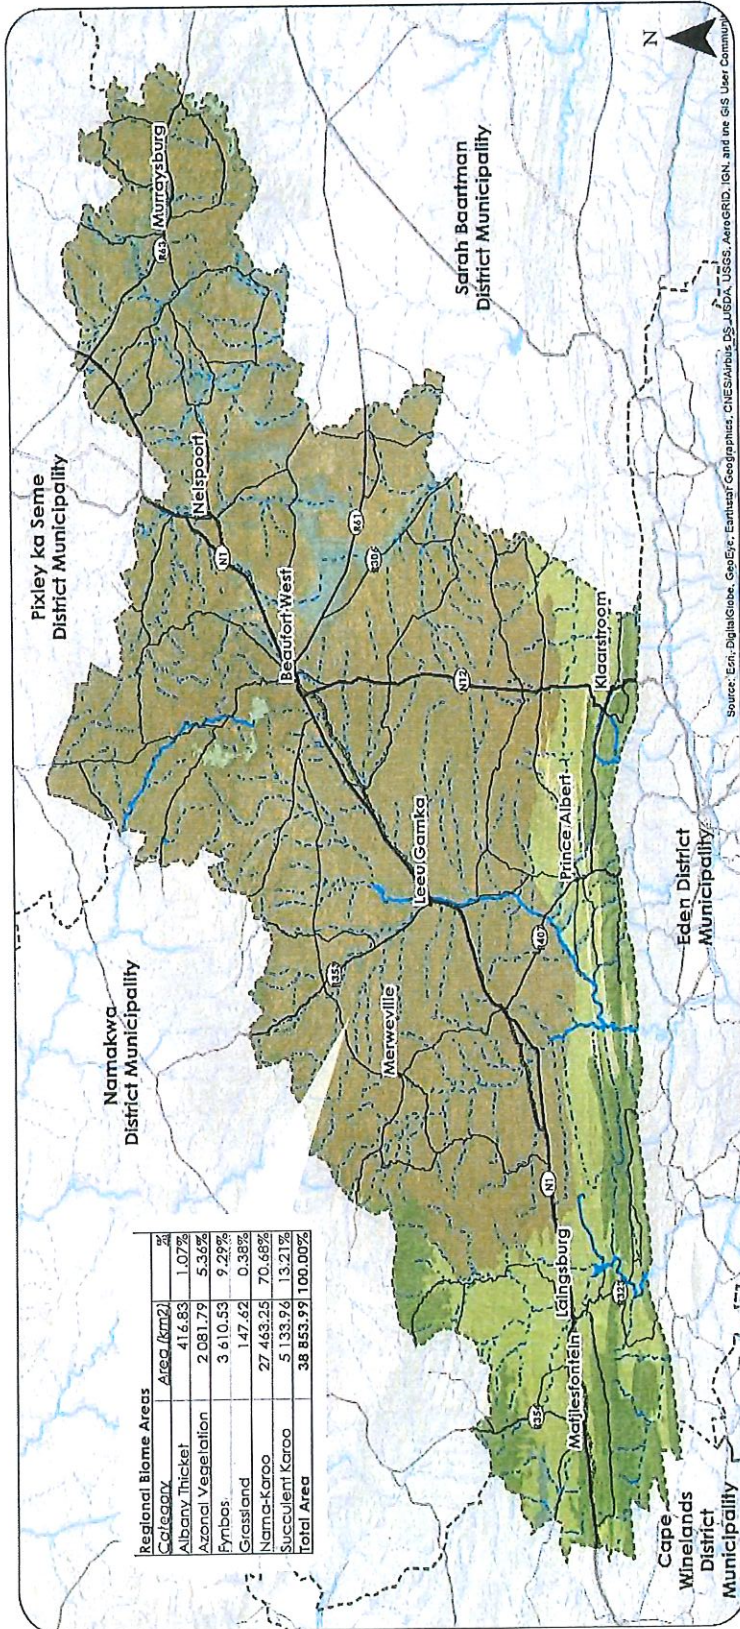 Regional Biome Areas
Category Area (km2) %
Albany Thicket 416.83 1.07%
Azonal Vegetation 2 081.79 5.36%
Fynbos 3 610.53 9.29%
Grassland 147.62 0.38%
Nama-Karoo 27 463.25 70.68%
Succulent Karoo 5 133.96 13.21%
Total Area 38 853.99 100.00%
Namakwa
District Municipality
Pixley ka Seme
District Municipality
Sarah Baartman
District Municipality
Eden District
Municipality
Cape
Winelands
District
Municipality
Murraysburg
R63
Nelspoort
N1
Beaufort West
R61
R306
N12
Leeu Gamka
R353
Merweville
R407
Prince Albert
Klaarstroom
N1
Laingsburg
R323
Matjiesfontein
R354
N
Source: Esri, DigitalGlobe, GeoEye, Earthstar Geographics, CNES/Airbus DS, USDA, USGS, AeroGRID, IGN, and the GIS User Communi